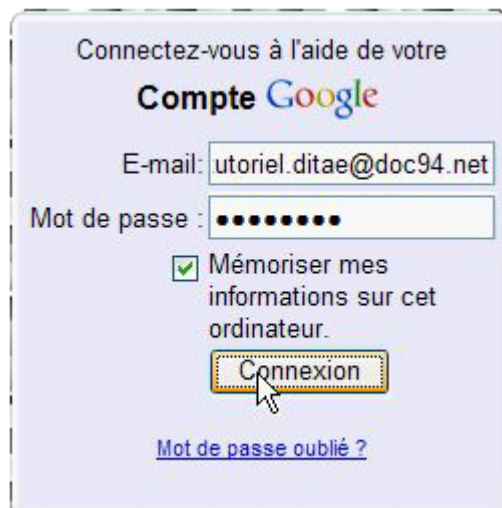 Connectez-vous à l'aide de votre
Compte Google
E-mail: utoriel.ditae@doc94.net
Mot de passe : ●●●●●●●●
Mémoriser mes
informations sur cet
ordinateur.
Connexion
Mot de passe oublié ?